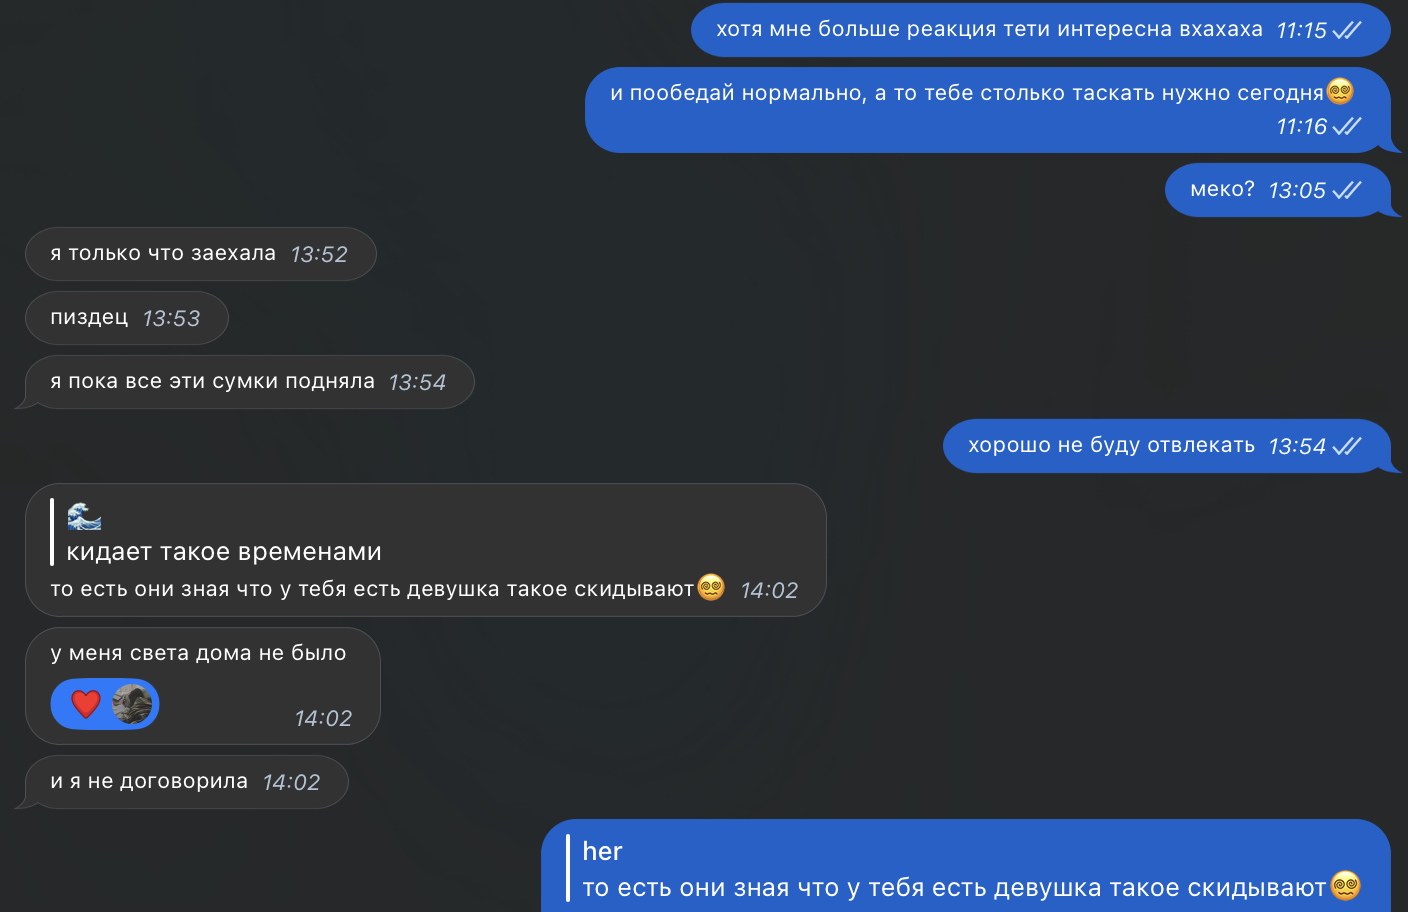 хотя мне больше реакция тети интересна вхахаха 11:15
и пообедай нормально, а то тебе столько таскать нужно сегодня😵‍💫
11:16
меко? 13:05
я только что заехала 13:52
пиздец 13:53
я пока все эти сумки подняла 13:54
хорошо не буду отвлекать 13:54
🌊
кидает такое временами
то есть они зная что у тебя есть девушка такое скидывают😵‍💫 14:02
у меня света дома не было
❤️
14:02
и я не договорила 14:02
her
то есть они зная что у тебя есть девушка такое скидывают😵‍💫